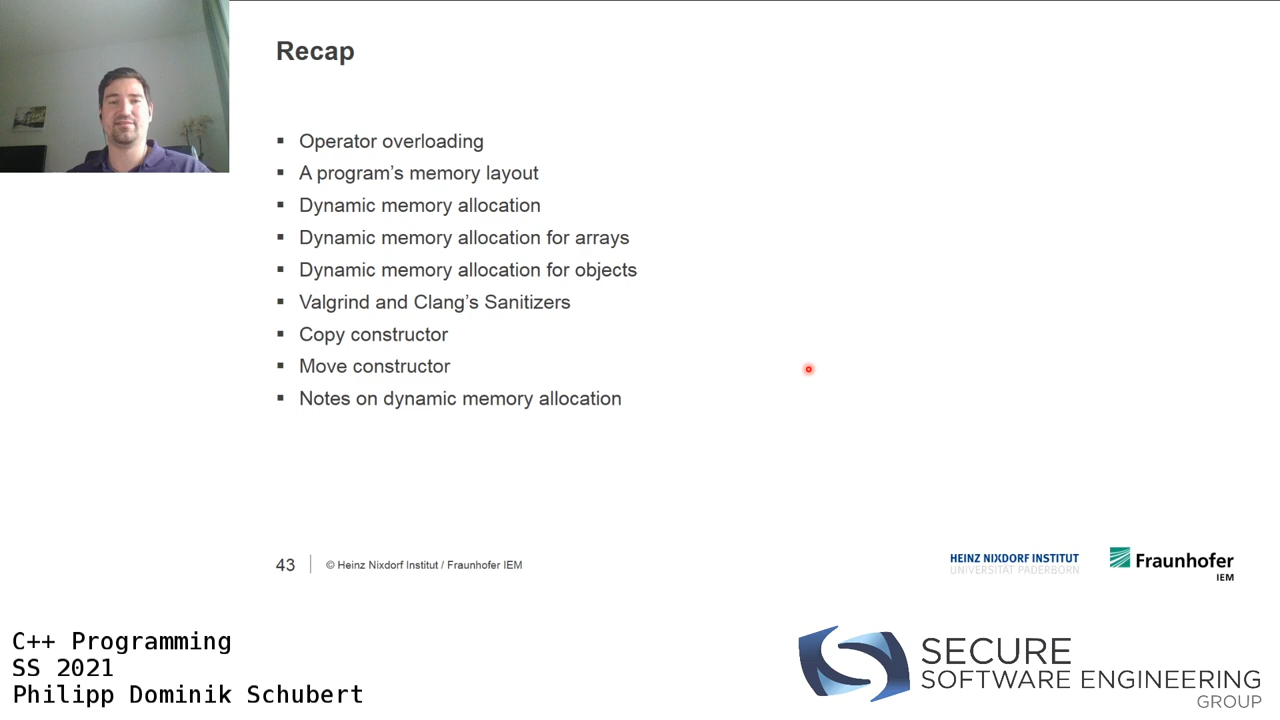 Recap
▪ Operator overloading
▪ A program’s memory layout
▪ Dynamic memory allocation
▪ Dynamic memory allocation for arrays
▪ Dynamic memory allocation for objects
▪ Valgrind and Clang’s Sanitizers
▪ Copy constructor
▪ Move constructor
▪ Notes on dynamic memory allocation
43 © Heinz Nixdorf Institut / Fraunhofer IEM
HEINZ NIXDORF INSTITUT
UNIVERSITÄT PADERBORN
Fraunhofer
IEM
C++ Programming
SS 2021
Philipp Dominik Schubert
SECURE
SOFTWARE ENGINEERING
GROUP